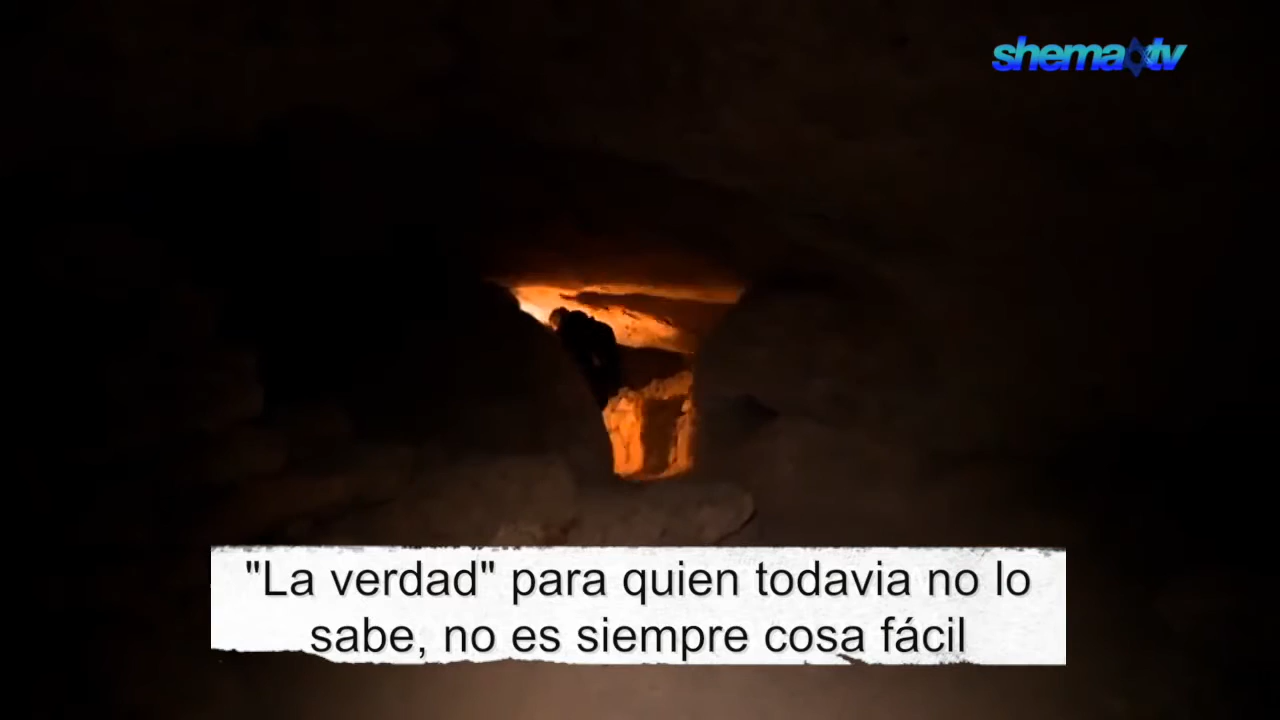 shema tv
"La verdad" para quien todavia no lo
sabe, no es siempre cosa fácil